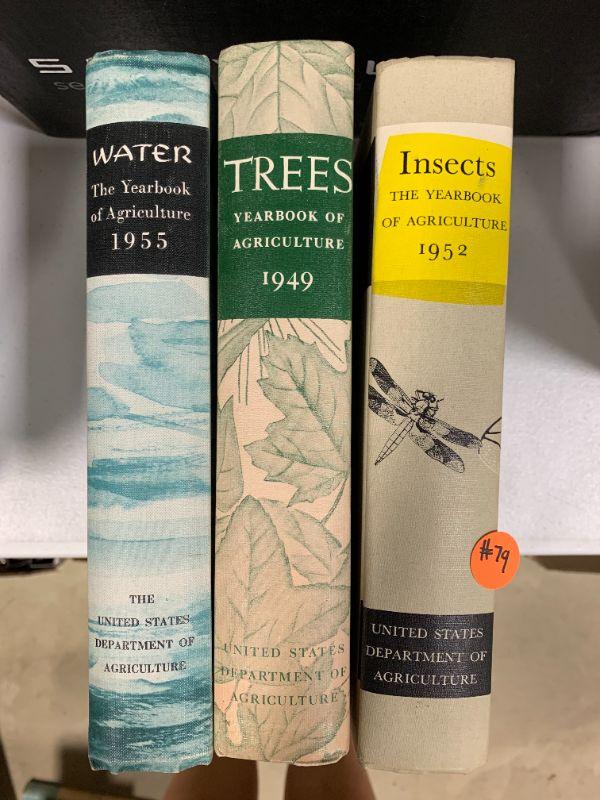 WATER
The Yearbook
of Agriculture
1955
THE
UNITED STATES
DEPARTMENT OF
AGRICULTURE
TREES
YEARBOOK OF
AGRICULTURE
1949
UNITED STATES
DEPARTMENT OF
AGRICULTURE
Insects
THE YEARBOOK
OF AGRICULTURE
1952
#79
UNITED STATES
DEPARTMENT OF
AGRICULTURE